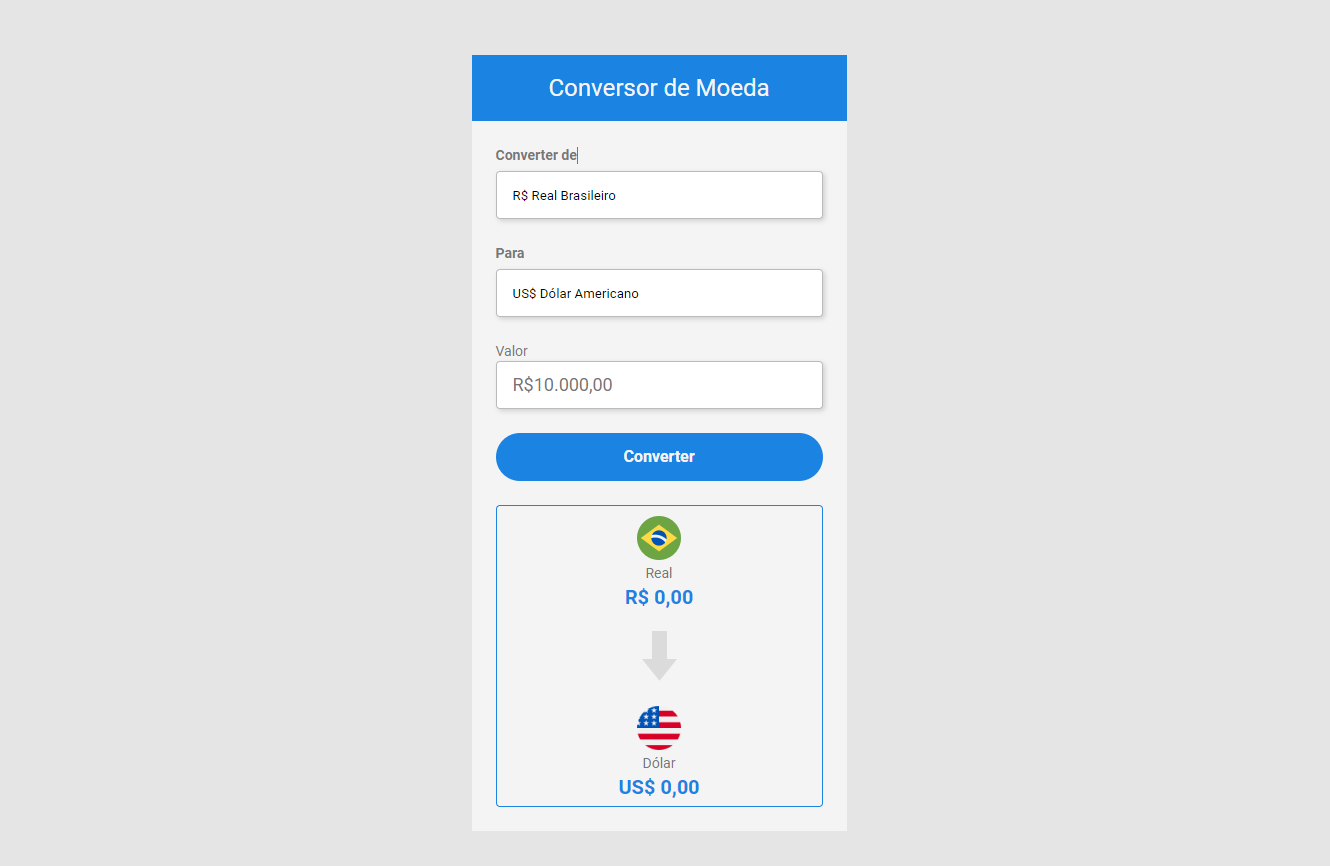 Conversor de Moeda
Converter de
R$ Real Brasileiro
Para
US$ Dólar Americano
Valor
R$10.000,00
Converter
Real
R$ 0,00
Dólar
US$ 0,00